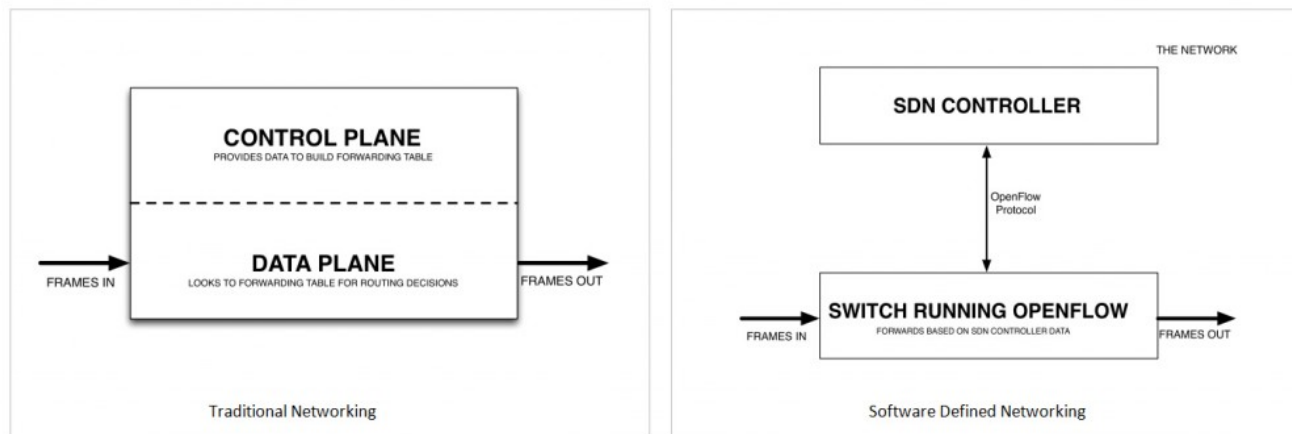 CONTROL PLANE
PROVIDES DATA TO BUILD FORWARDING TABLE
DATA PLANE
LOOKS TO FORWARDING TABLE FOR ROUTING DECISIONS
FRAMES IN
FRAMES OUT
Traditional Networking
THE NETWORK
SDN CONTROLLER
OpenFlow
Protocol
SWITCH RUNNING OPENFLOW
FORWARDS BASED ON SDN CONTROLLER DATA
FRAMES IN
FRAMES OUT
Software Defined Networking